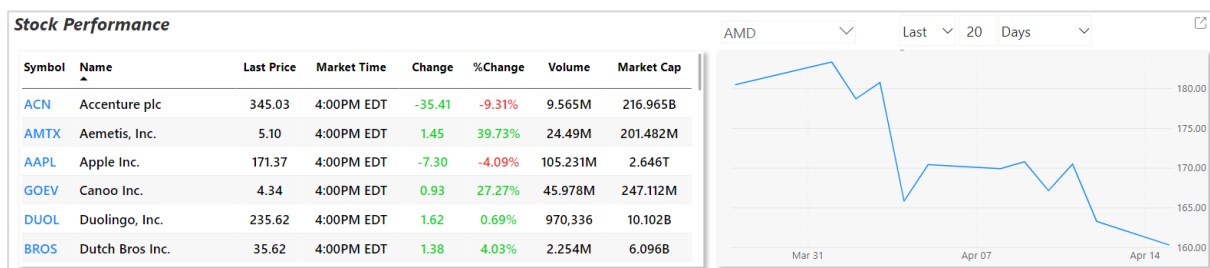 Stock Performance
AMD Last 20 Days
Symbol Name Last Price Market Time Change %Change Volume Market Cap
ACN Accenture plc 345.03 4:00PM EDT -35.41 -9.31% 9.565M 216.965B
AMTX Aemetis, Inc. 5.10 4:00PM EDT 1.45 39.73% 24.49M 201.482M
AAPL Apple Inc. 171.37 4:00PM EDT -7.30 -4.09% 105.231M 2.646T
GOEV Canoo Inc. 4.34 4:00PM EDT 0.93 27.27% 45.978M 247.112M
DUOL Duolingo, Inc. 235.62 4:00PM EDT 1.62 0.69% 970,336 10.102B
BROS Dutch Bros Inc. 35.62 4:00PM EDT 1.38 4.03% 2.254M 6.096B
180.00
175.00
170.00
165.00
160.00
Mar 31 Apr 07 Apr 14